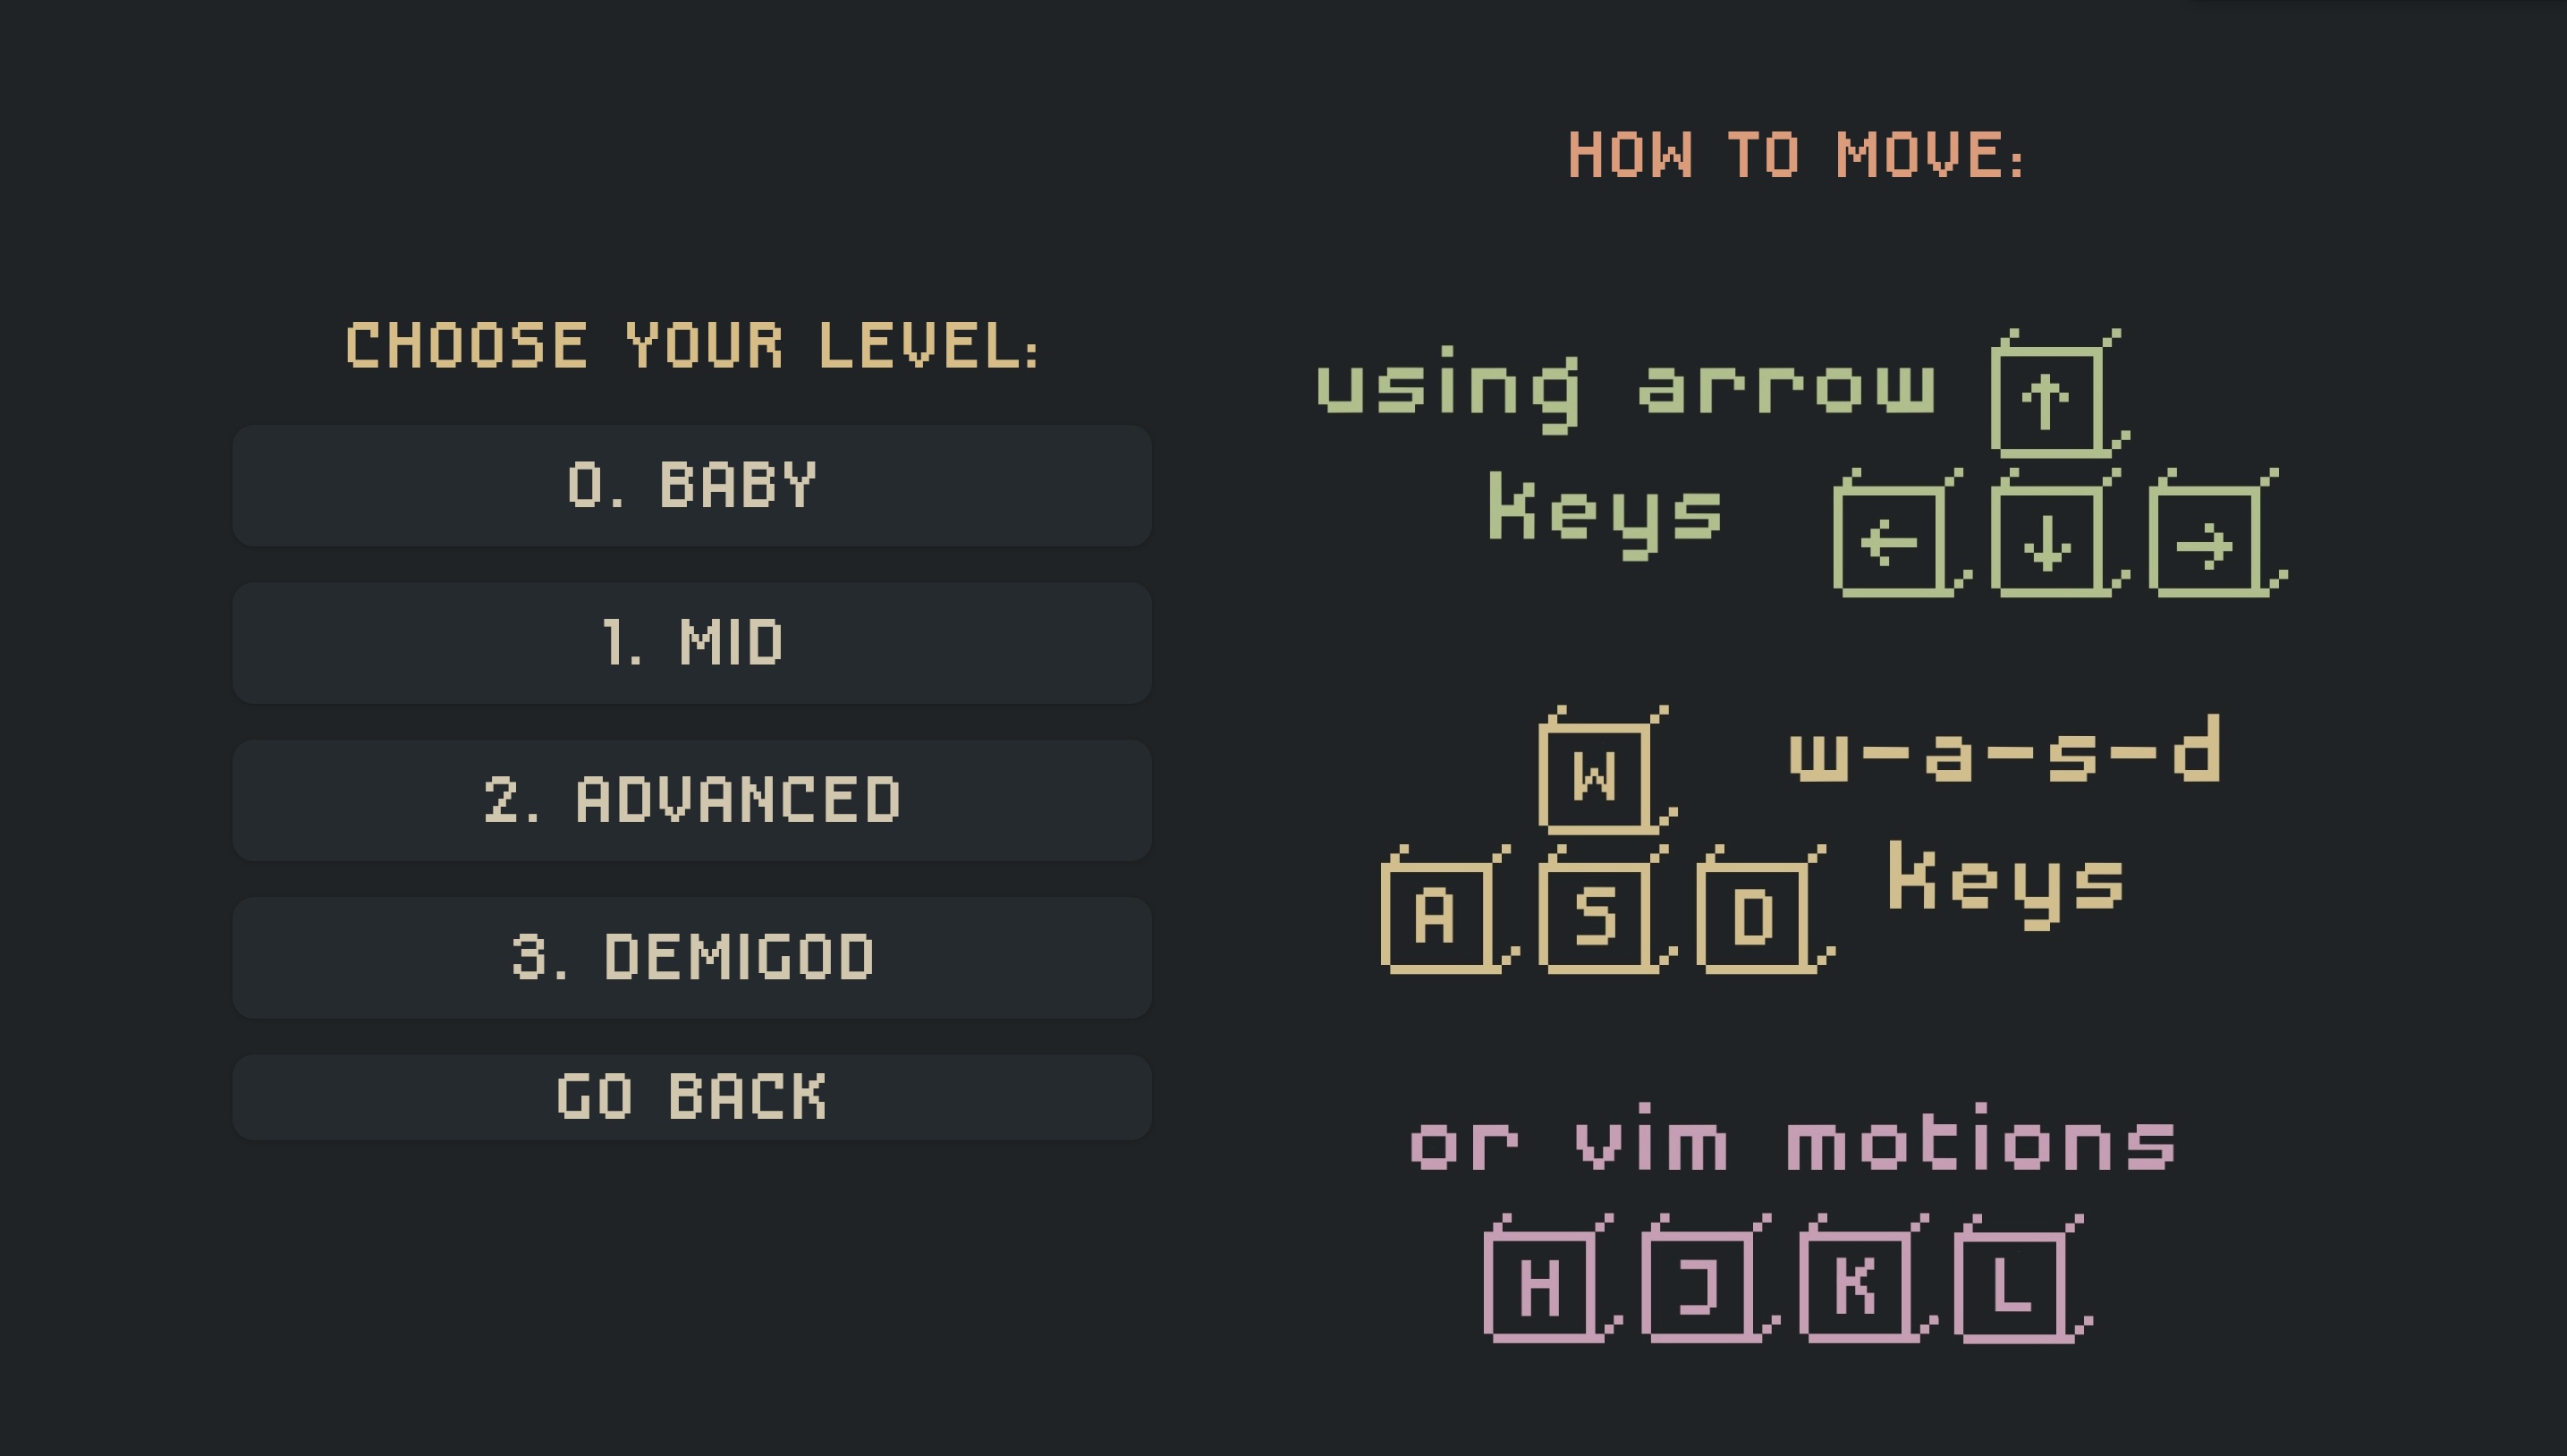 CHOOSE YOUR LEVEL:
0. BABY
1. MID
2. ADVANCED
3. DEMIGOD
GO BACK
HOW TO MOVE:
using arrow ↑
keys ← ↓ →
W w-a-s-d
A S D keys
or vim motions
H J K L